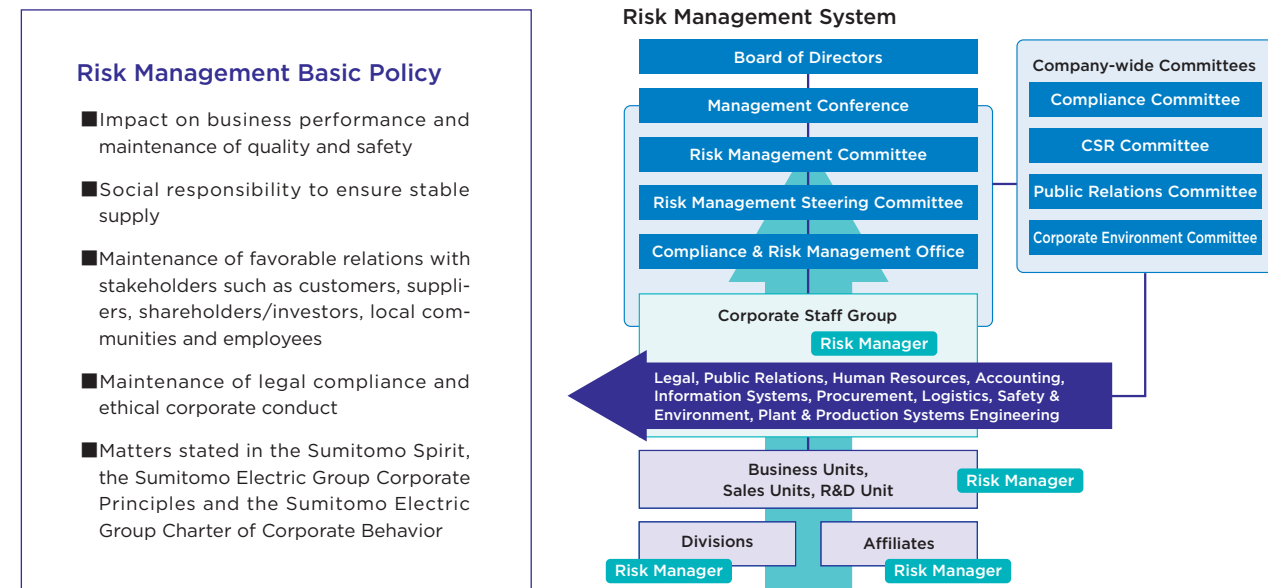 Risk Management Basic Policy
■Impact on business performance and
maintenance of quality and safety
■Social responsibility to ensure stable
supply
■Maintenance of favorable relations with
stakeholders such as customers, suppli-
ers, shareholders/investors, local com-
munities and employees
■Maintenance of legal compliance and
ethical corporate conduct
■Matters stated in the Sumitomo Spirit,
the Sumitomo Electric Group Corporate
Principles and the Sumitomo Electric
Group Charter of Corporate Behavior
Risk Management System
Board of Directors
Management Conference
Risk Management Committee
Risk Management Steering Committee
Compliance & Risk Management Office
Company-wide Committees
Compliance Committee
CSR Committee
Public Relations Committee
Corporate Environment Committee
Corporate Staff Group
Risk Manager
Legal, Public Relations, Human Resources, Accounting,
Information Systems, Procurement, Logistics, Safety &
Environment, Plant & Production Systems Engineering
Business Units,
Sales Units, R&D Unit
Risk Manager
Divisions
Risk Manager
Affiliates
Risk Manager